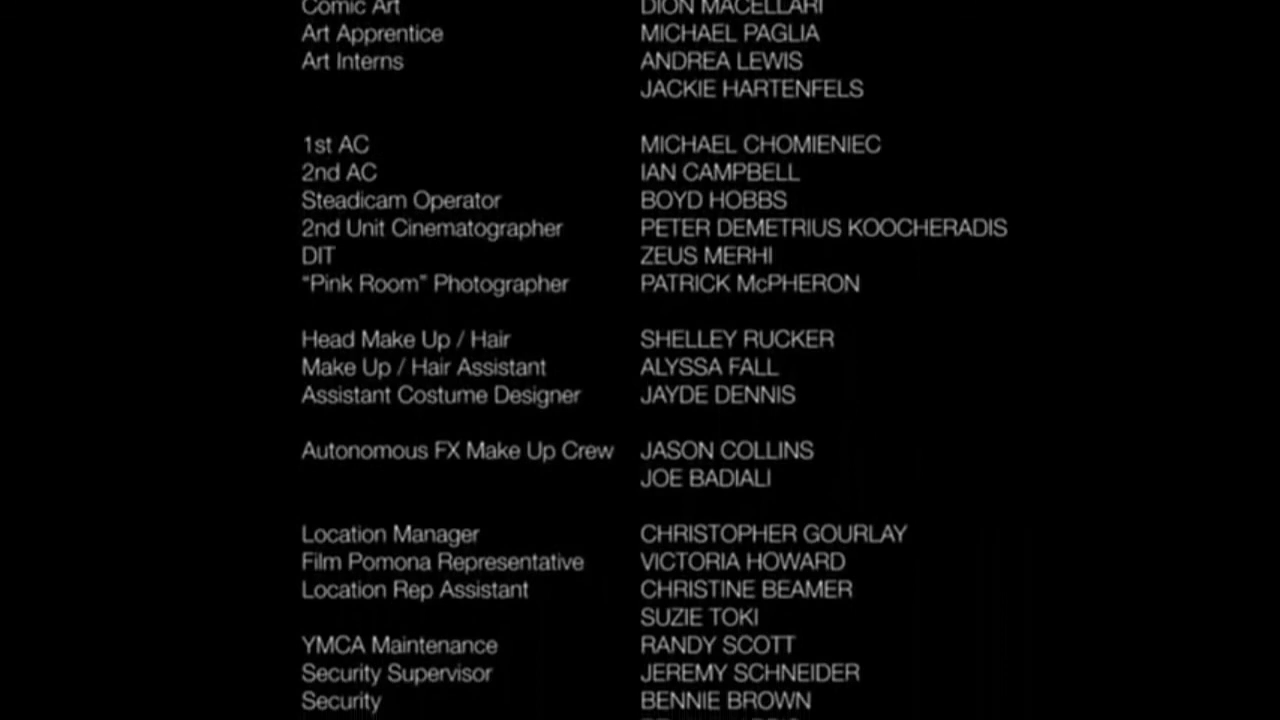 Comic Art DION MACELLARI
Art Apprentice MICHAEL PAGLIA
Art Interns ANDREA LEWIS
JACKIE HARTENFELS
1st AC MICHAEL CHOMIENIEC
2nd AC IAN CAMPBELL
Steadicam Operator BOYD HOBBS
2nd Unit Cinematographer PETER DEMETRIUS KOOCHERADIS
DIT ZEUS MERHI
“Pink Room” Photographer PATRICK McPHERON
Head Make Up / Hair SHELLEY RUCKER
Make Up / Hair Assistant ALYSSA FALL
Assistant Costume Designer JAYDE DENNIS
Autonomous FX Make Up Crew JASON COLLINS
JOE BADIALI
Location Manager CHRISTOPHER GOURLAY
Film Pomona Representative VICTORIA HOWARD
Location Rep Assistant CHRISTINE BEAMER
SUZIE TOKI
YMCA Maintenance RANDY SCOTT
Security Supervisor JEREMY SCHNEIDER
Security BENNIE BROWN